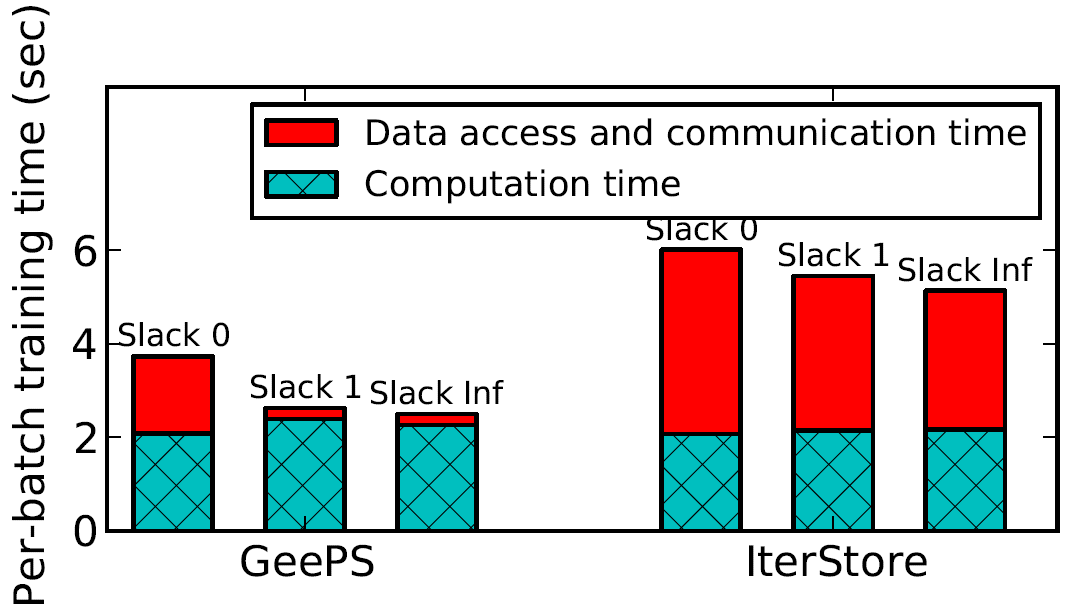 Per-batch training time (sec)
Data access and communication time
Computation time
6
4
2
0
Slack 0
Slack 1
Slack Inf
Slack 0
Slack 1
Slack Inf
GeePS
IterStore